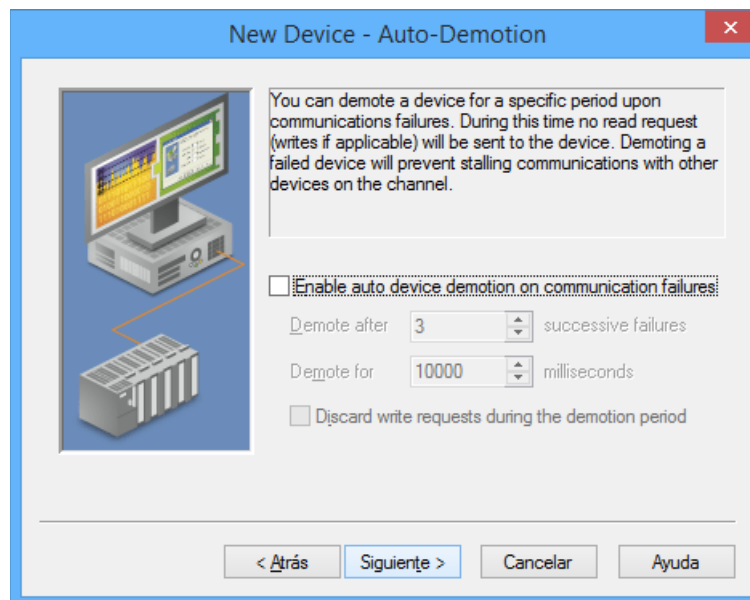 New Device - Auto-Demotion
You can demote a device for a specific period upon
communications failures. During this time no read request
(writes if applicable) will be sent to the device. Demoting a
failed device will prevent stalling communications with other
devices on the channel.
Enable auto device demotion on communication failures
Demote after 3 successive failures
Demote for 10000 milliseconds
Discard write requests during the demotion period
< Atrás Siguiente > Cancelar Ayuda